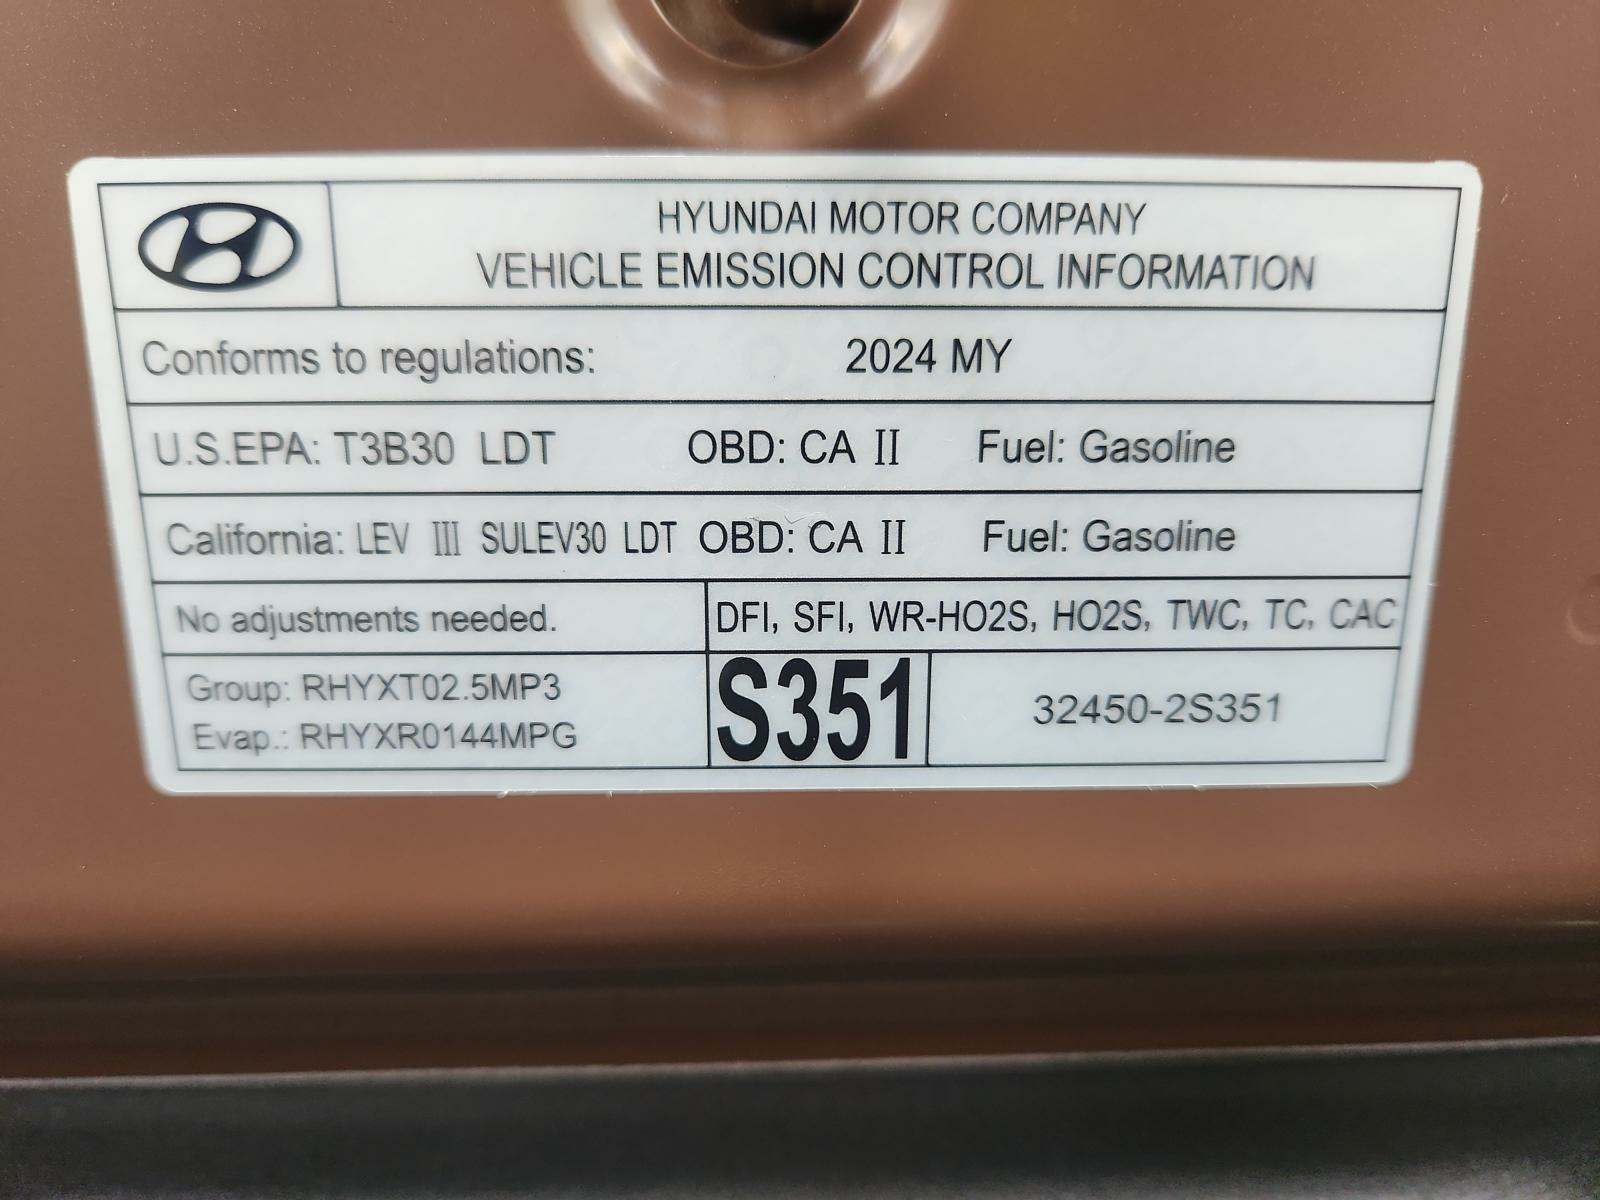 HYUNDAI MOTOR COMPANY
VEHICLE EMISSION CONTROL INFORMATION
Conforms to regulations: 2024 MY
U.S.EPA: T3B30 LDT OBD: CA II Fuel: Gasoline
California: LEV III SULEV30 LDT OBD: CA II Fuel: Gasoline
No adjustments needed. DFI, SFI, WR-HO2S, HO2S, TWC, TC, CAC
Group: RHYXT02.5MP3
Evap.: RHYXR0144MPG
S351
32450-2S351